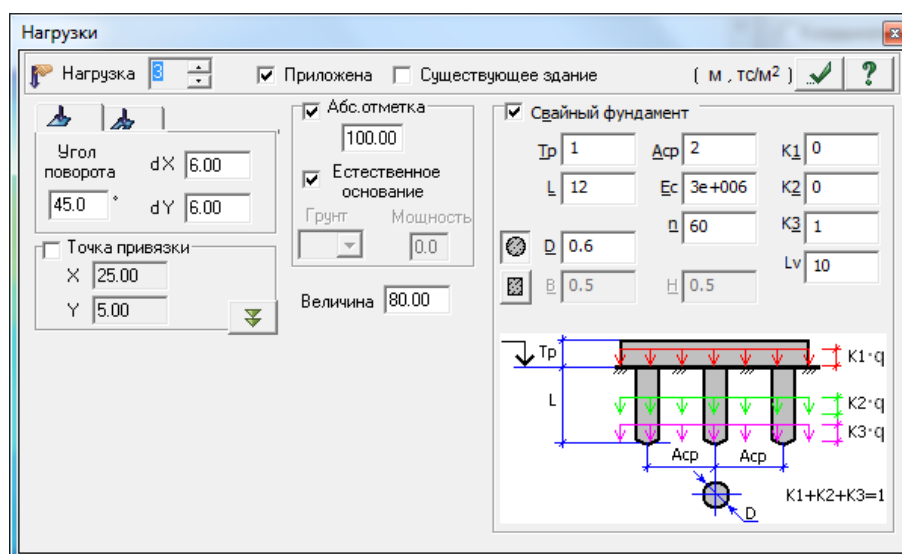 Нагрузки
Нагрузка 3 Приложена Существующее здание ( м , тс/м² ) ?
Угол поворота
45.0 °
dX 6.00
dY 6.00
Точка привязки
X 25.00
Y 5.00
Абс.отметка
100.00
Естественное основание
Грунт Мощность
0.0
Величина 80.00
Свайный фундамент
Tp 1 Acp 2 K1 0
L 12 Ec 3e+006 K2 0
n 60 K3 1
D 0.6 Lv 10
B 0.5 H 0.5
Tp K1·q
L K2·q
K3·q
Acp Acp
K1+K2+K3=1
D